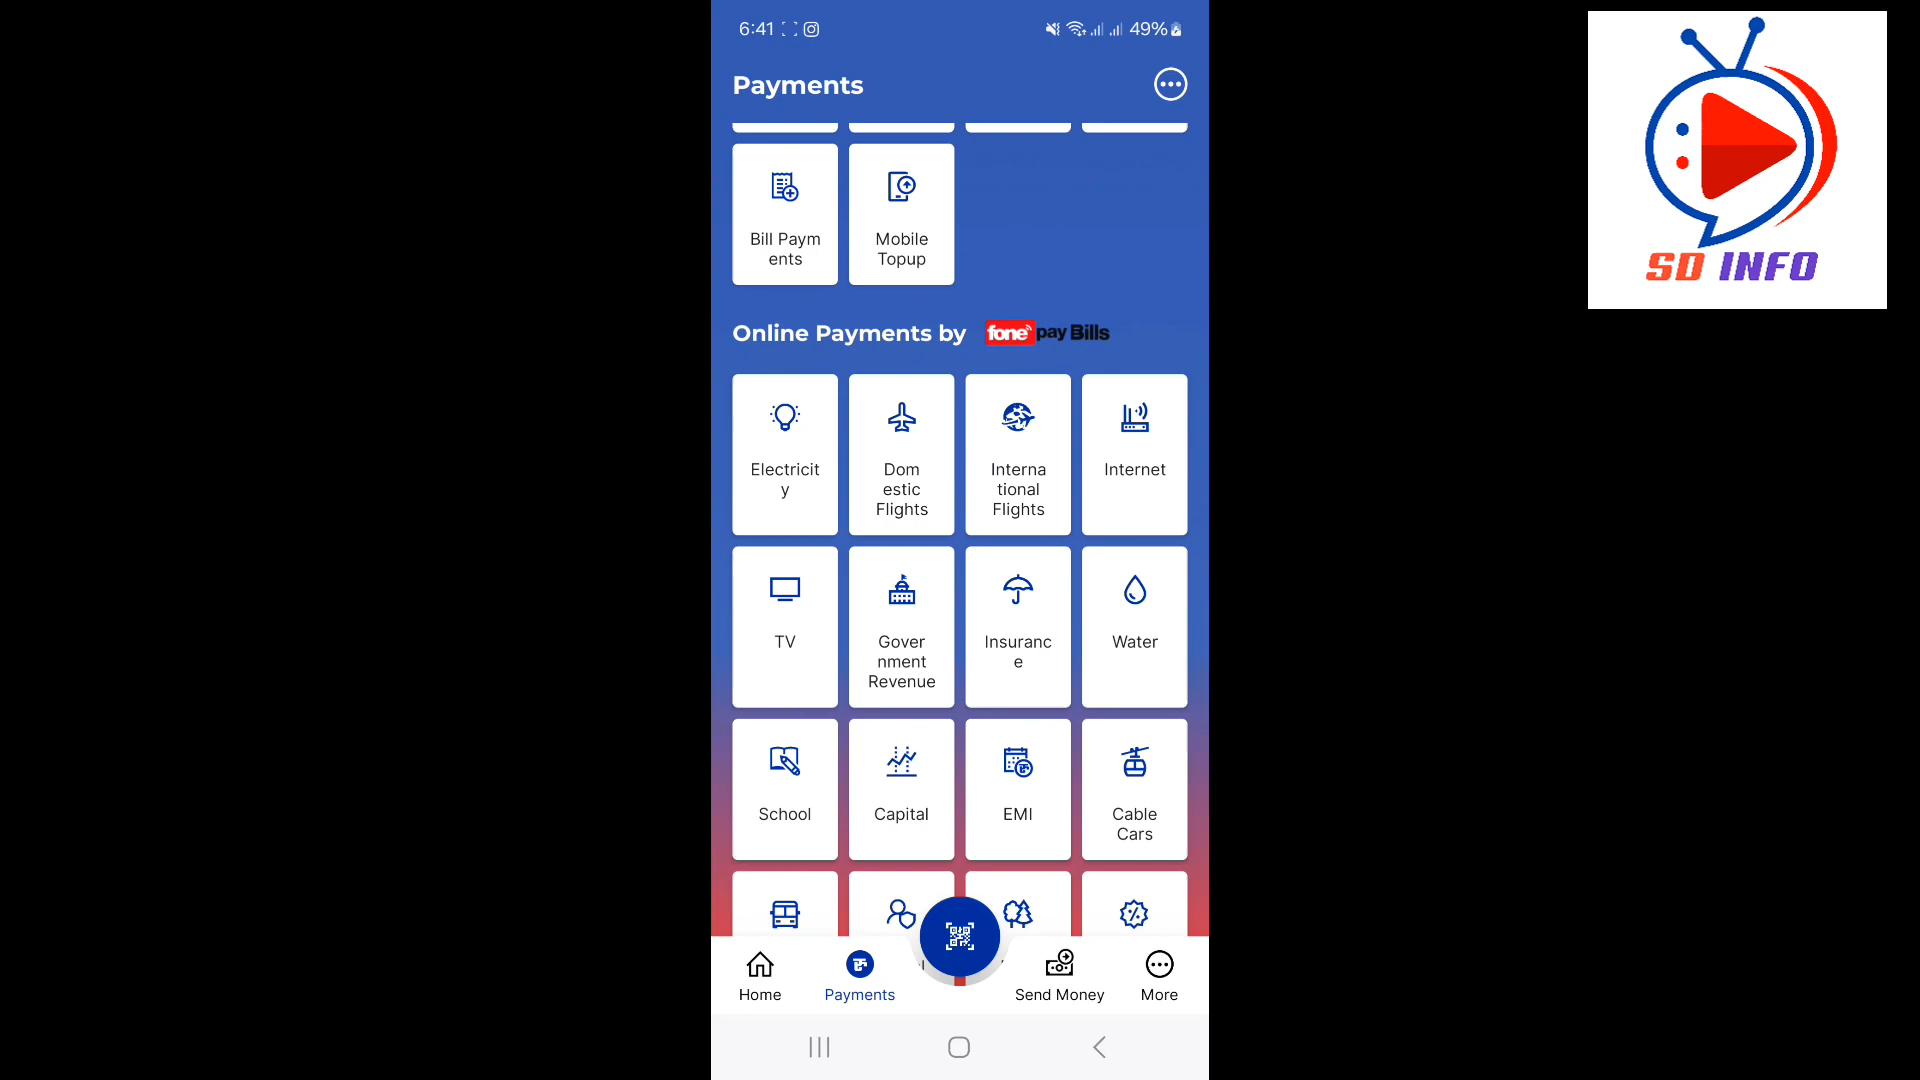 6:41
49%
Payments
Bill Paym
ents
Mobile
Topup
Online Payments by fonepay Bills
Electricit
y
Dom
estic
Flights
Interna
tional
Flights
Internet
TV
Gover
nment
Revenue
Insuranc
e
Water
School
Capital
EMI
Cable
Cars
Home
Payments
Send Money
More
SD INFO